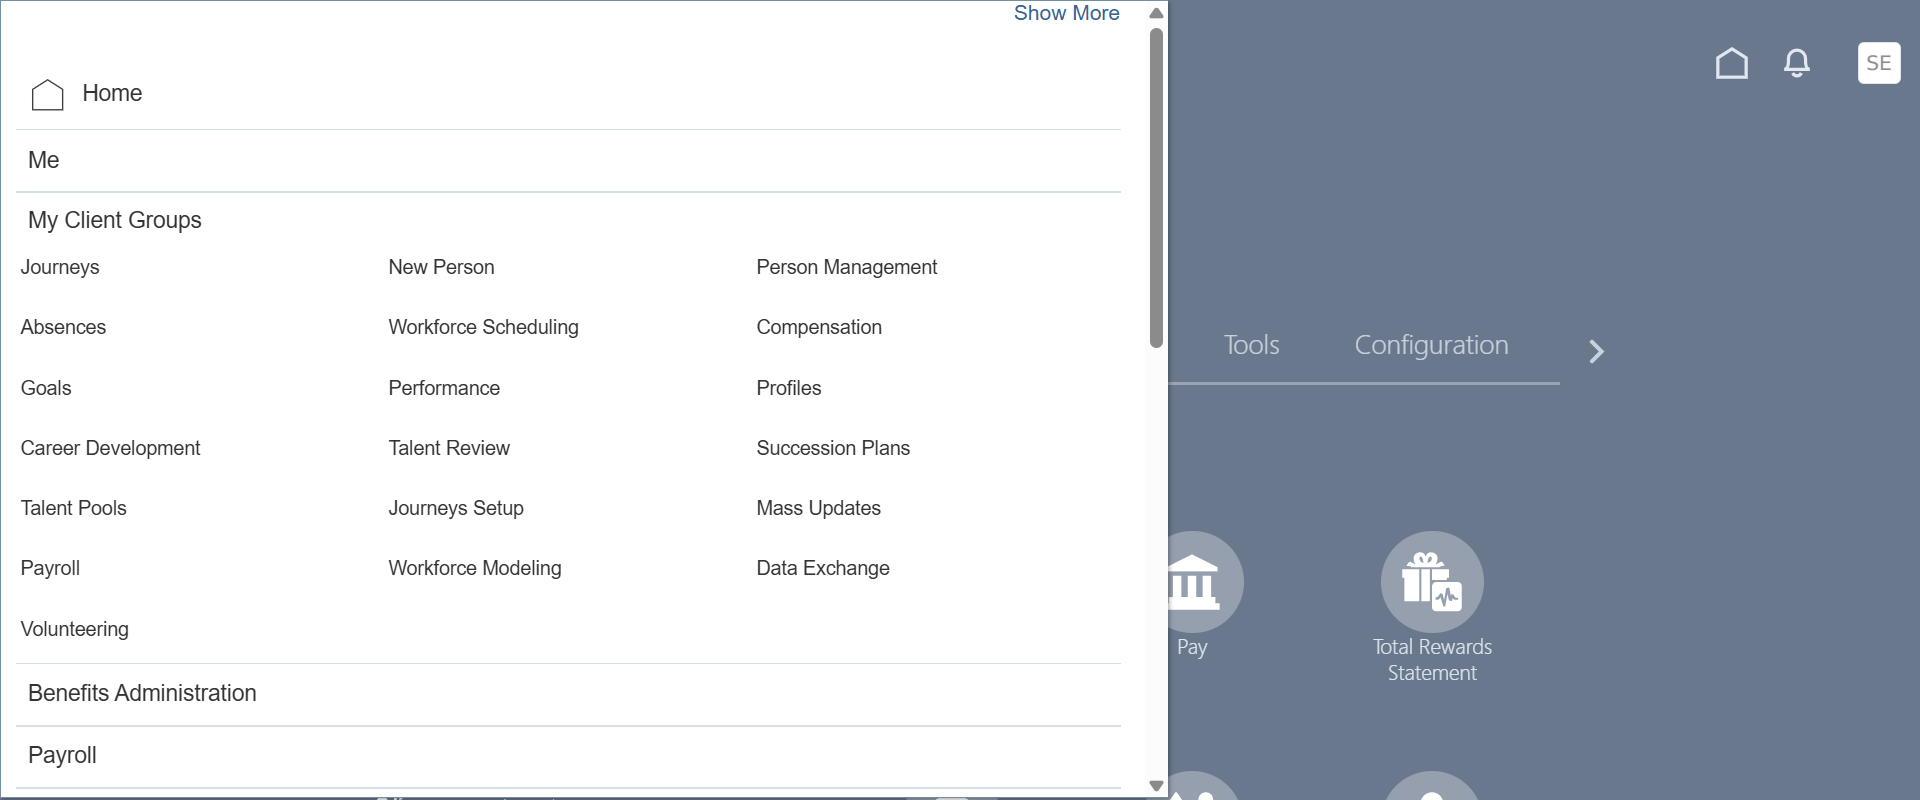 Show More
Home
Me
My Client Groups
Journeys
New Person
Person Management
Absences
Workforce Scheduling
Compensation
Goals
Performance
Profiles
Career Development
Talent Review
Succession Plans
Talent Pools
Journeys Setup
Mass Updates
Payroll
Workforce Modeling
Data Exchange
Volunteering
Benefits Administration
Payroll
SE
Tools
Configuration
Pay
Total Rewards
Statement